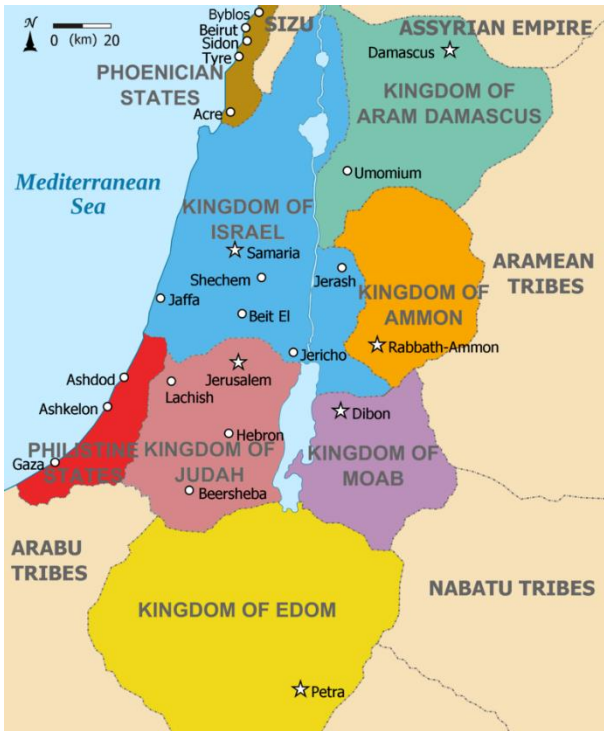 N
0 (km) 20
Byblos
Beirut
Sidon
Tyre
SIZU
ASSYRIAN EMPIRE
Damascus
PHOENICIAN
STATES
KINGDOM OF
ARAM DAMASCUS
Acre
Umomium
Mediterranean
Sea
KINGDOM OF
ISRAEL
Samaria
Shechem
Jerash
ARAMEAN
TRIBES
KINGDOM OF
AMMON
Jaffa
Beit El
Rabbath-Ammon
Jericho
Jerusalem
Ashdod
Lachish
Ashkelon
Dibon
Hebron
PHILISTINE
STATES
Gaza
KINGDOM OF
JUDAH
KINGDOM OF
MOAB
Beersheba
ARABU
TRIBES
NABATU TRIBES
KINGDOM OF EDOM
Petra